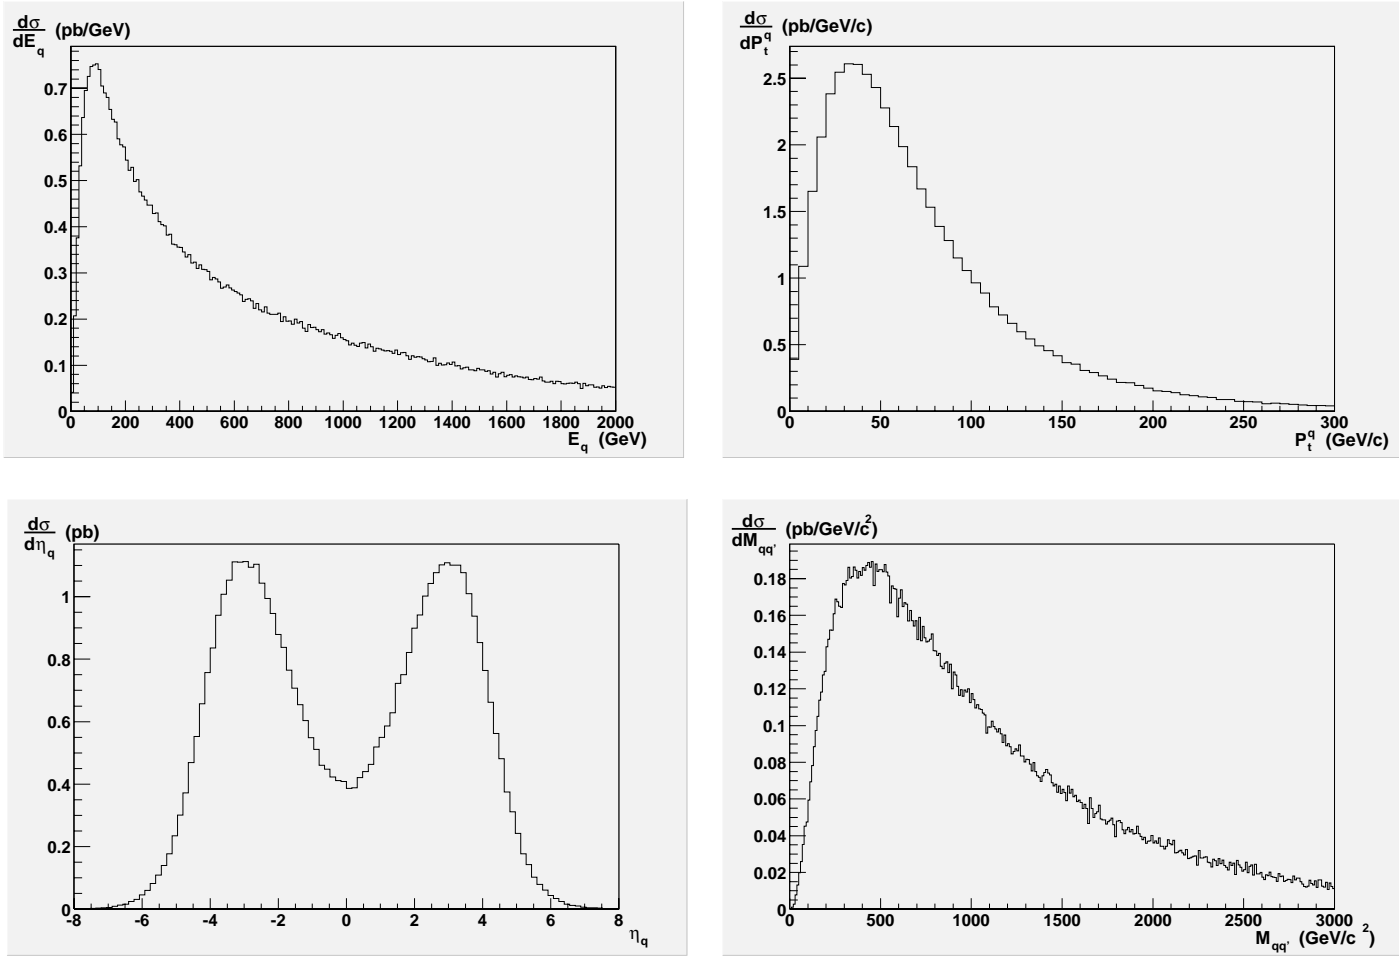 dσ/dE_q (pb/GeV)
0.7
0.6
0.5
0.4
0.3
0.2
0.1
0
0 200 400 600 800 1000 1200 1400 1600 1800 2000
E_q (GeV)
dσ/dP_t^q (pb/GeV/c)
2.5
2
1.5
1
0.5
0
0 50 100 150 200 250 300
P_t^q (GeV/c)
dσ/dη_q (pb)
1
0.8
0.6
0.4
0.2
0
-8 -6 -4 -2 0 2 4 6 8
η_q
dσ/dM_qq' (pb/GeV/c^2)
0.18
0.16
0.14
0.12
0.1
0.08
0.06
0.04
0.02
0
0 500 1000 1500 2000 2500 3000
M_qq' (GeV/c^2)